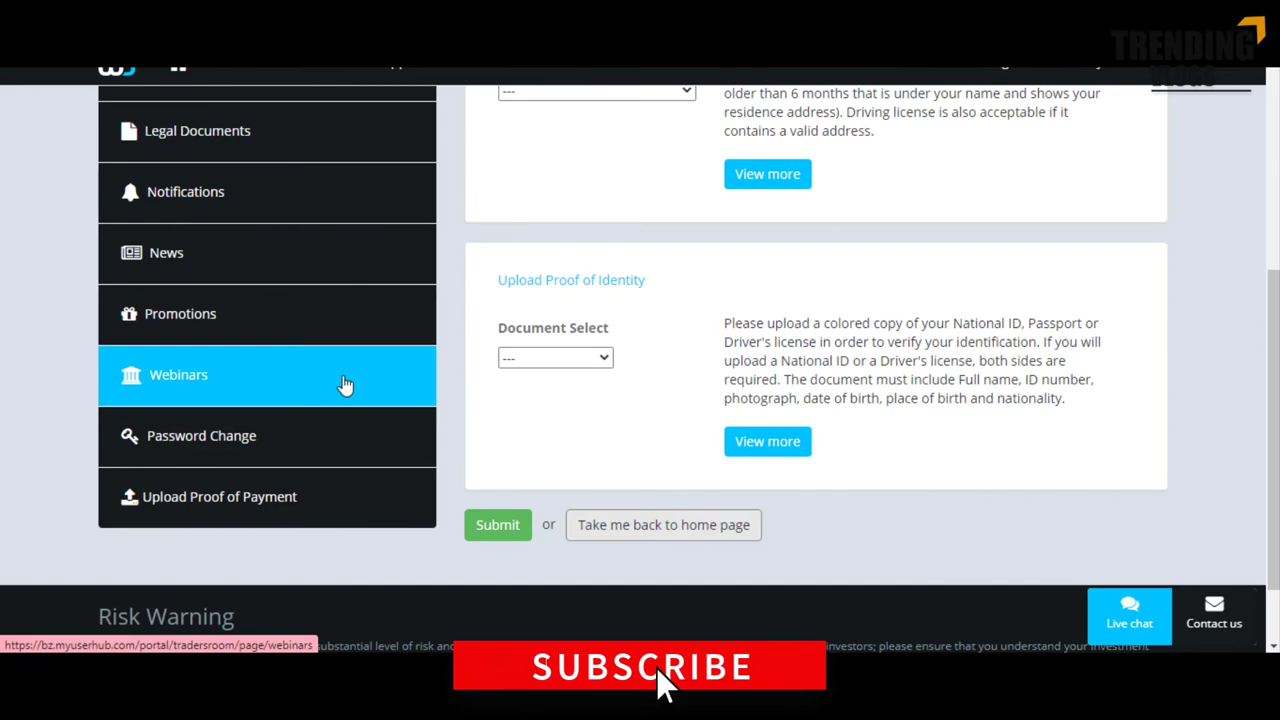 TRENDING
VLOGS
---
older than 6 months that is under your name and shows your
residence address). Driving license is also acceptable if it
contains a valid address.
View more
Legal Documents
Notifications
News
Promotions
Webinars
Password Change
Upload Proof of Payment
Upload Proof of Identity
Document Select
---
Please upload a colored copy of your National ID, Passport or
Driver's license in order to verify your identification. If you will
upload a National ID or a Driver's license, both sides are
required. The document must include Full name, ID number,
photograph, date of birth, place of birth and nationality.
View more
Submit
or
Take me back to home page
Risk Warning
Live chat
Contact us
https://bz.myuserhub.com/portal/tradersroom/page/webinars
substantial level of risk and
investors; please ensure that you understand your investment
SUBSCRIBE